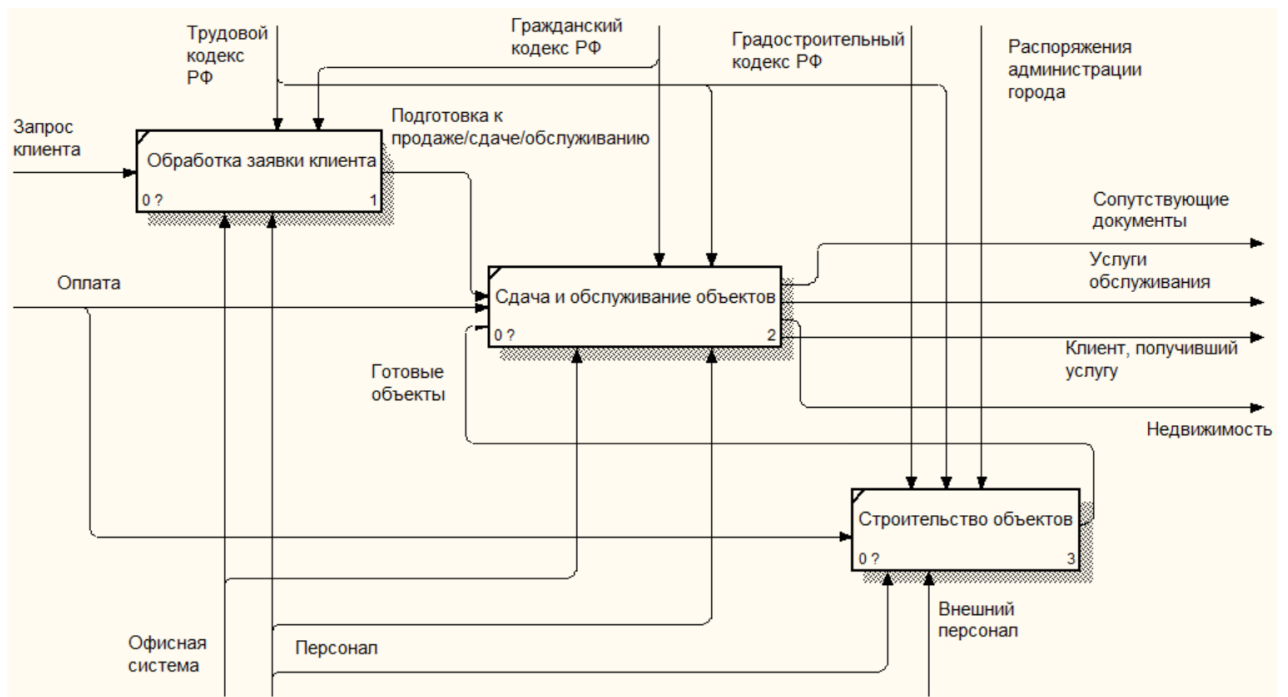 Трудовой
кодекс
РФ
Гражданский
кодекс РФ
Градостроительный
кодекс РФ
Распоряжения
администрации
города
Запрос
клиента
Подготовка к
продаже/сдаче/обслуживанию
Обработка заявки клиента
0 ?
1
Сопутствующие
документы
Услуги
обслуживания
Оплата
Сдача и обслуживание объектов
0 ?
2
Клиент, получивший
услугу
Готовые
объекты
Недвижимость
Строительство объектов
0 ?
3
Внешний
персонал
Офисная
система
Персонал